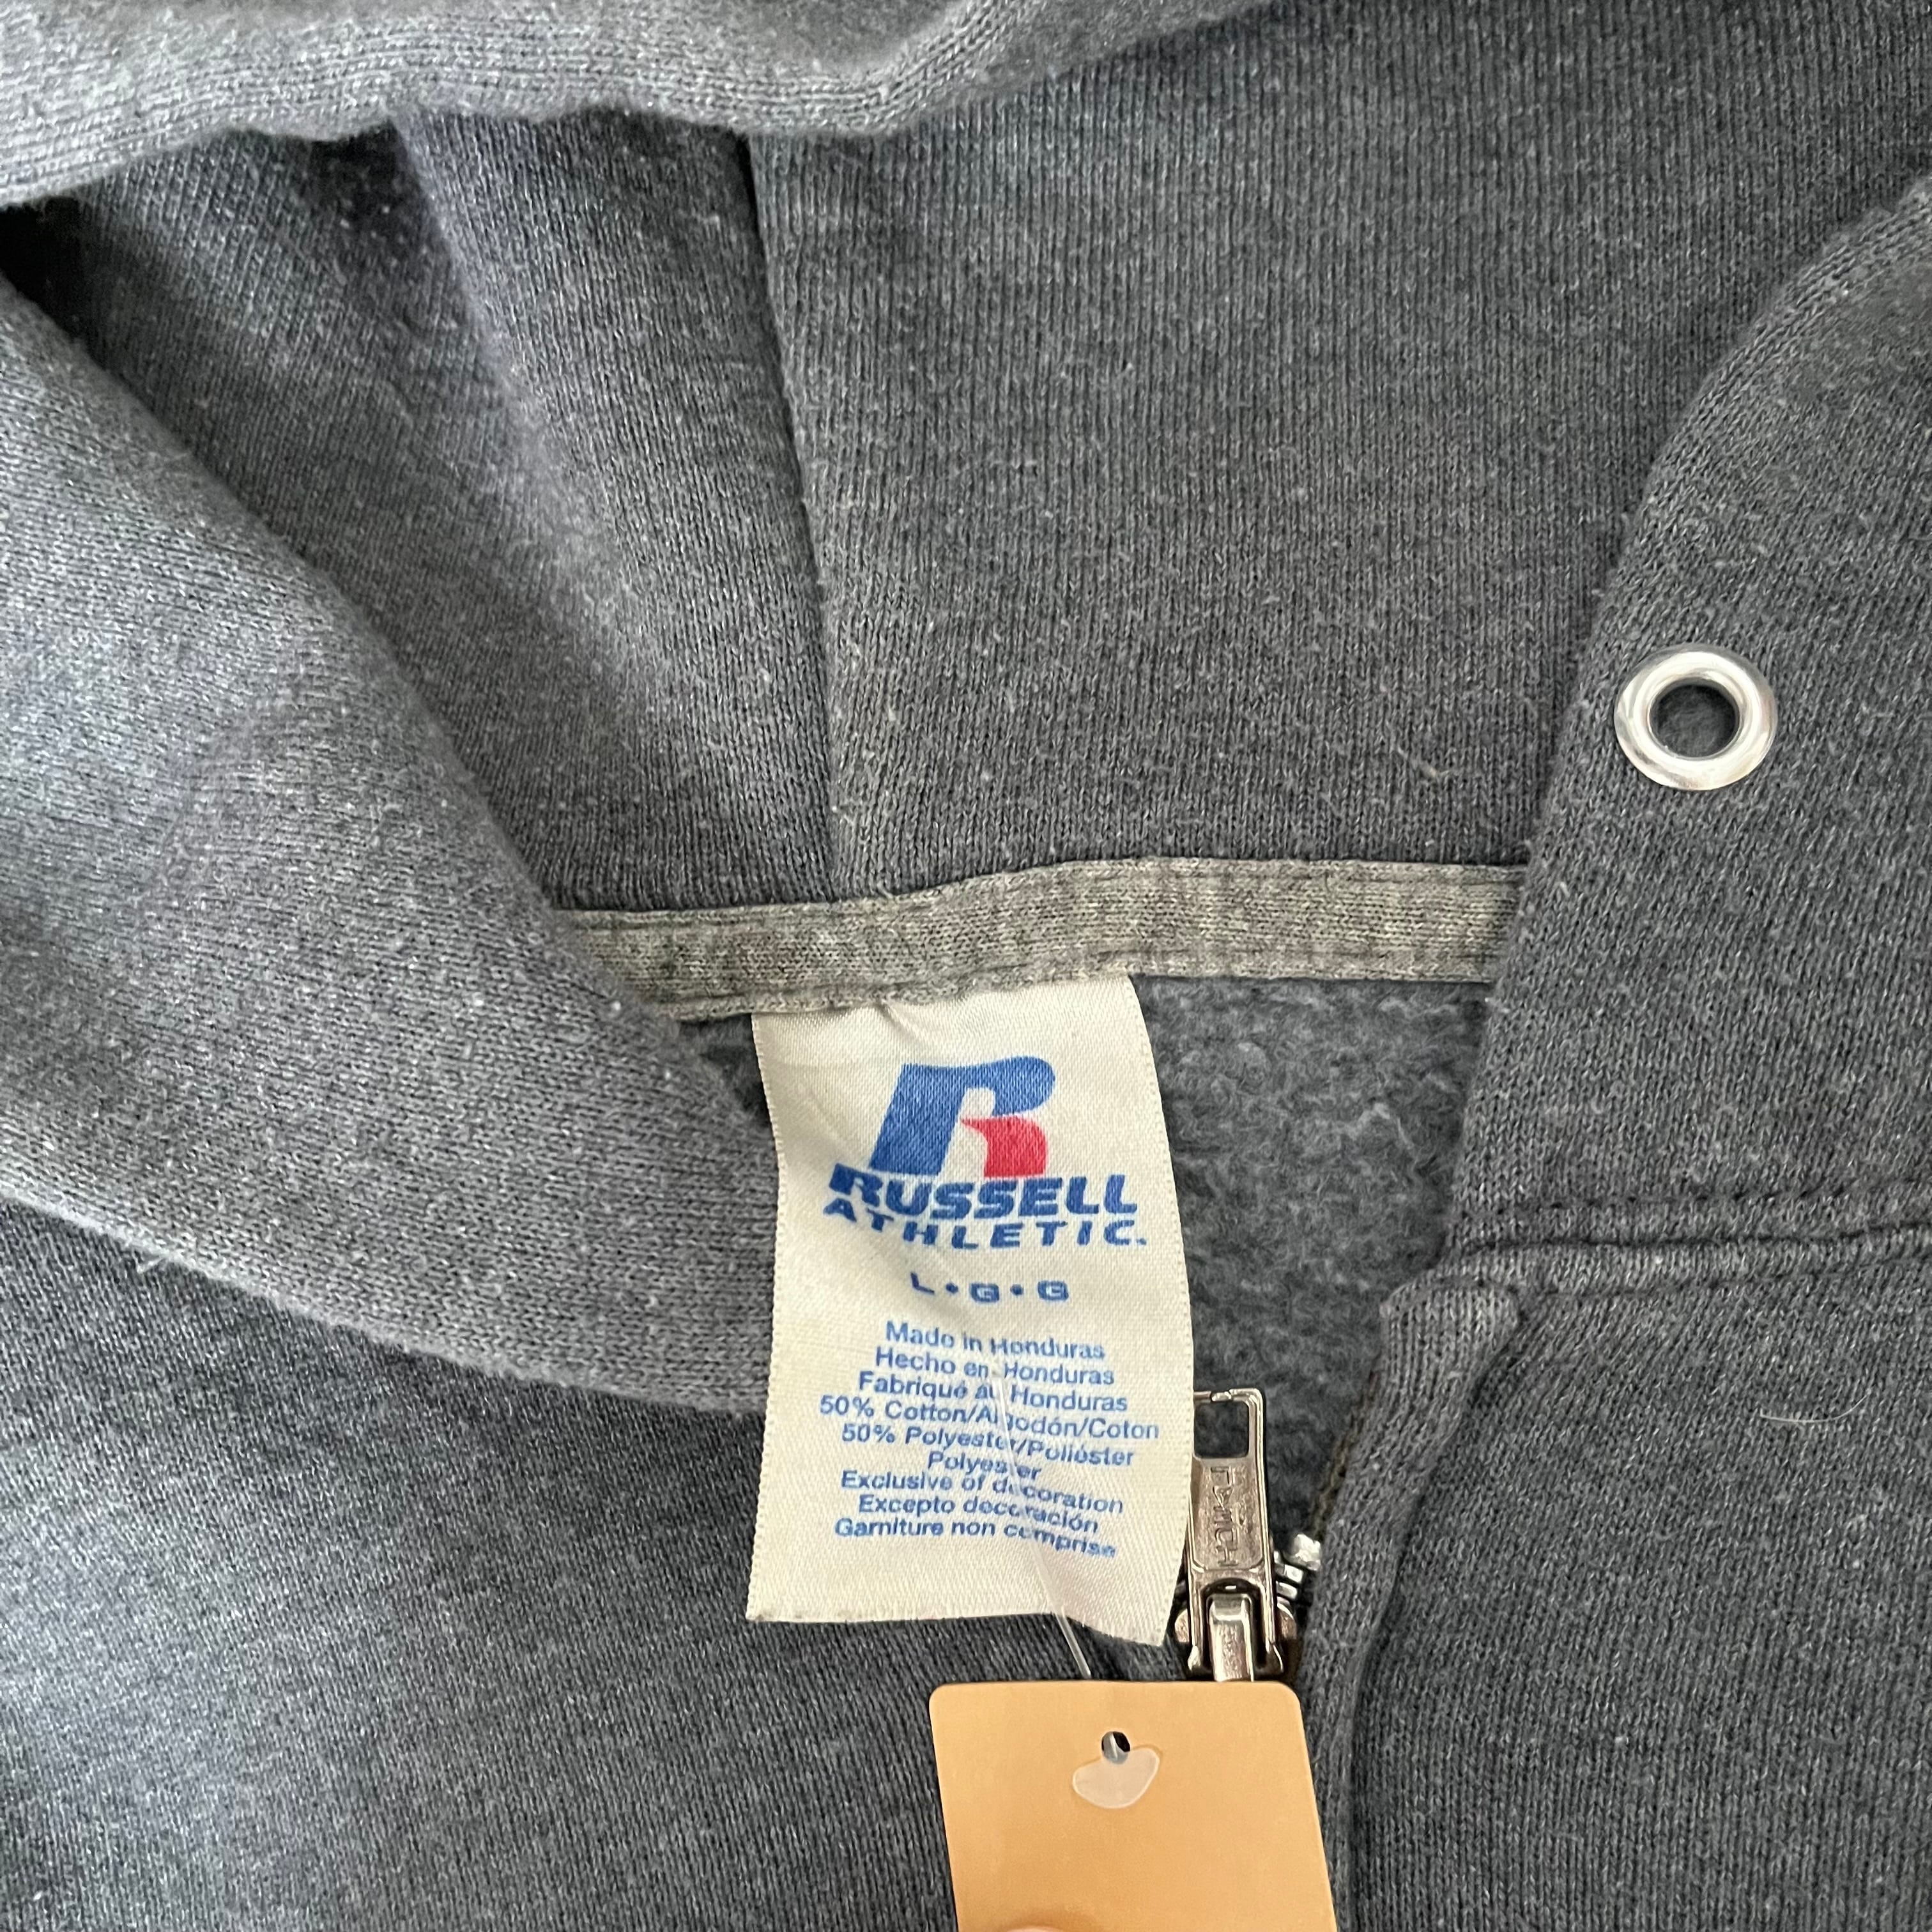 RUSSELL
ATHLETIC
L•G•G
Made in Honduras
Hecho en Honduras
Fabriqué au Honduras
50% Cotton/Algodón/Coton
50% Polyester/Poliéster
Polyester
Exclusive of decoration
Excepto decoración
Garniture non comprise